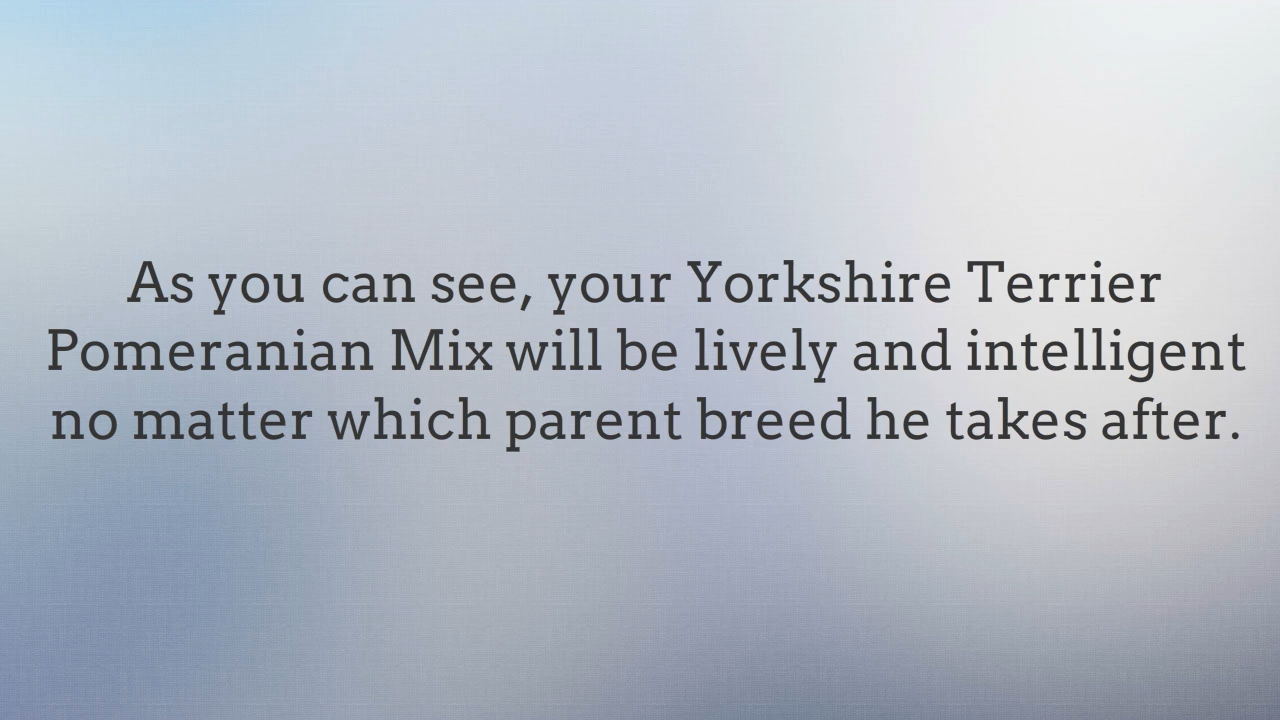 As you can see, your Yorkshire Terrier
Pomeranian Mix will be lively and intelligent
no matter which parent breed he takes after.